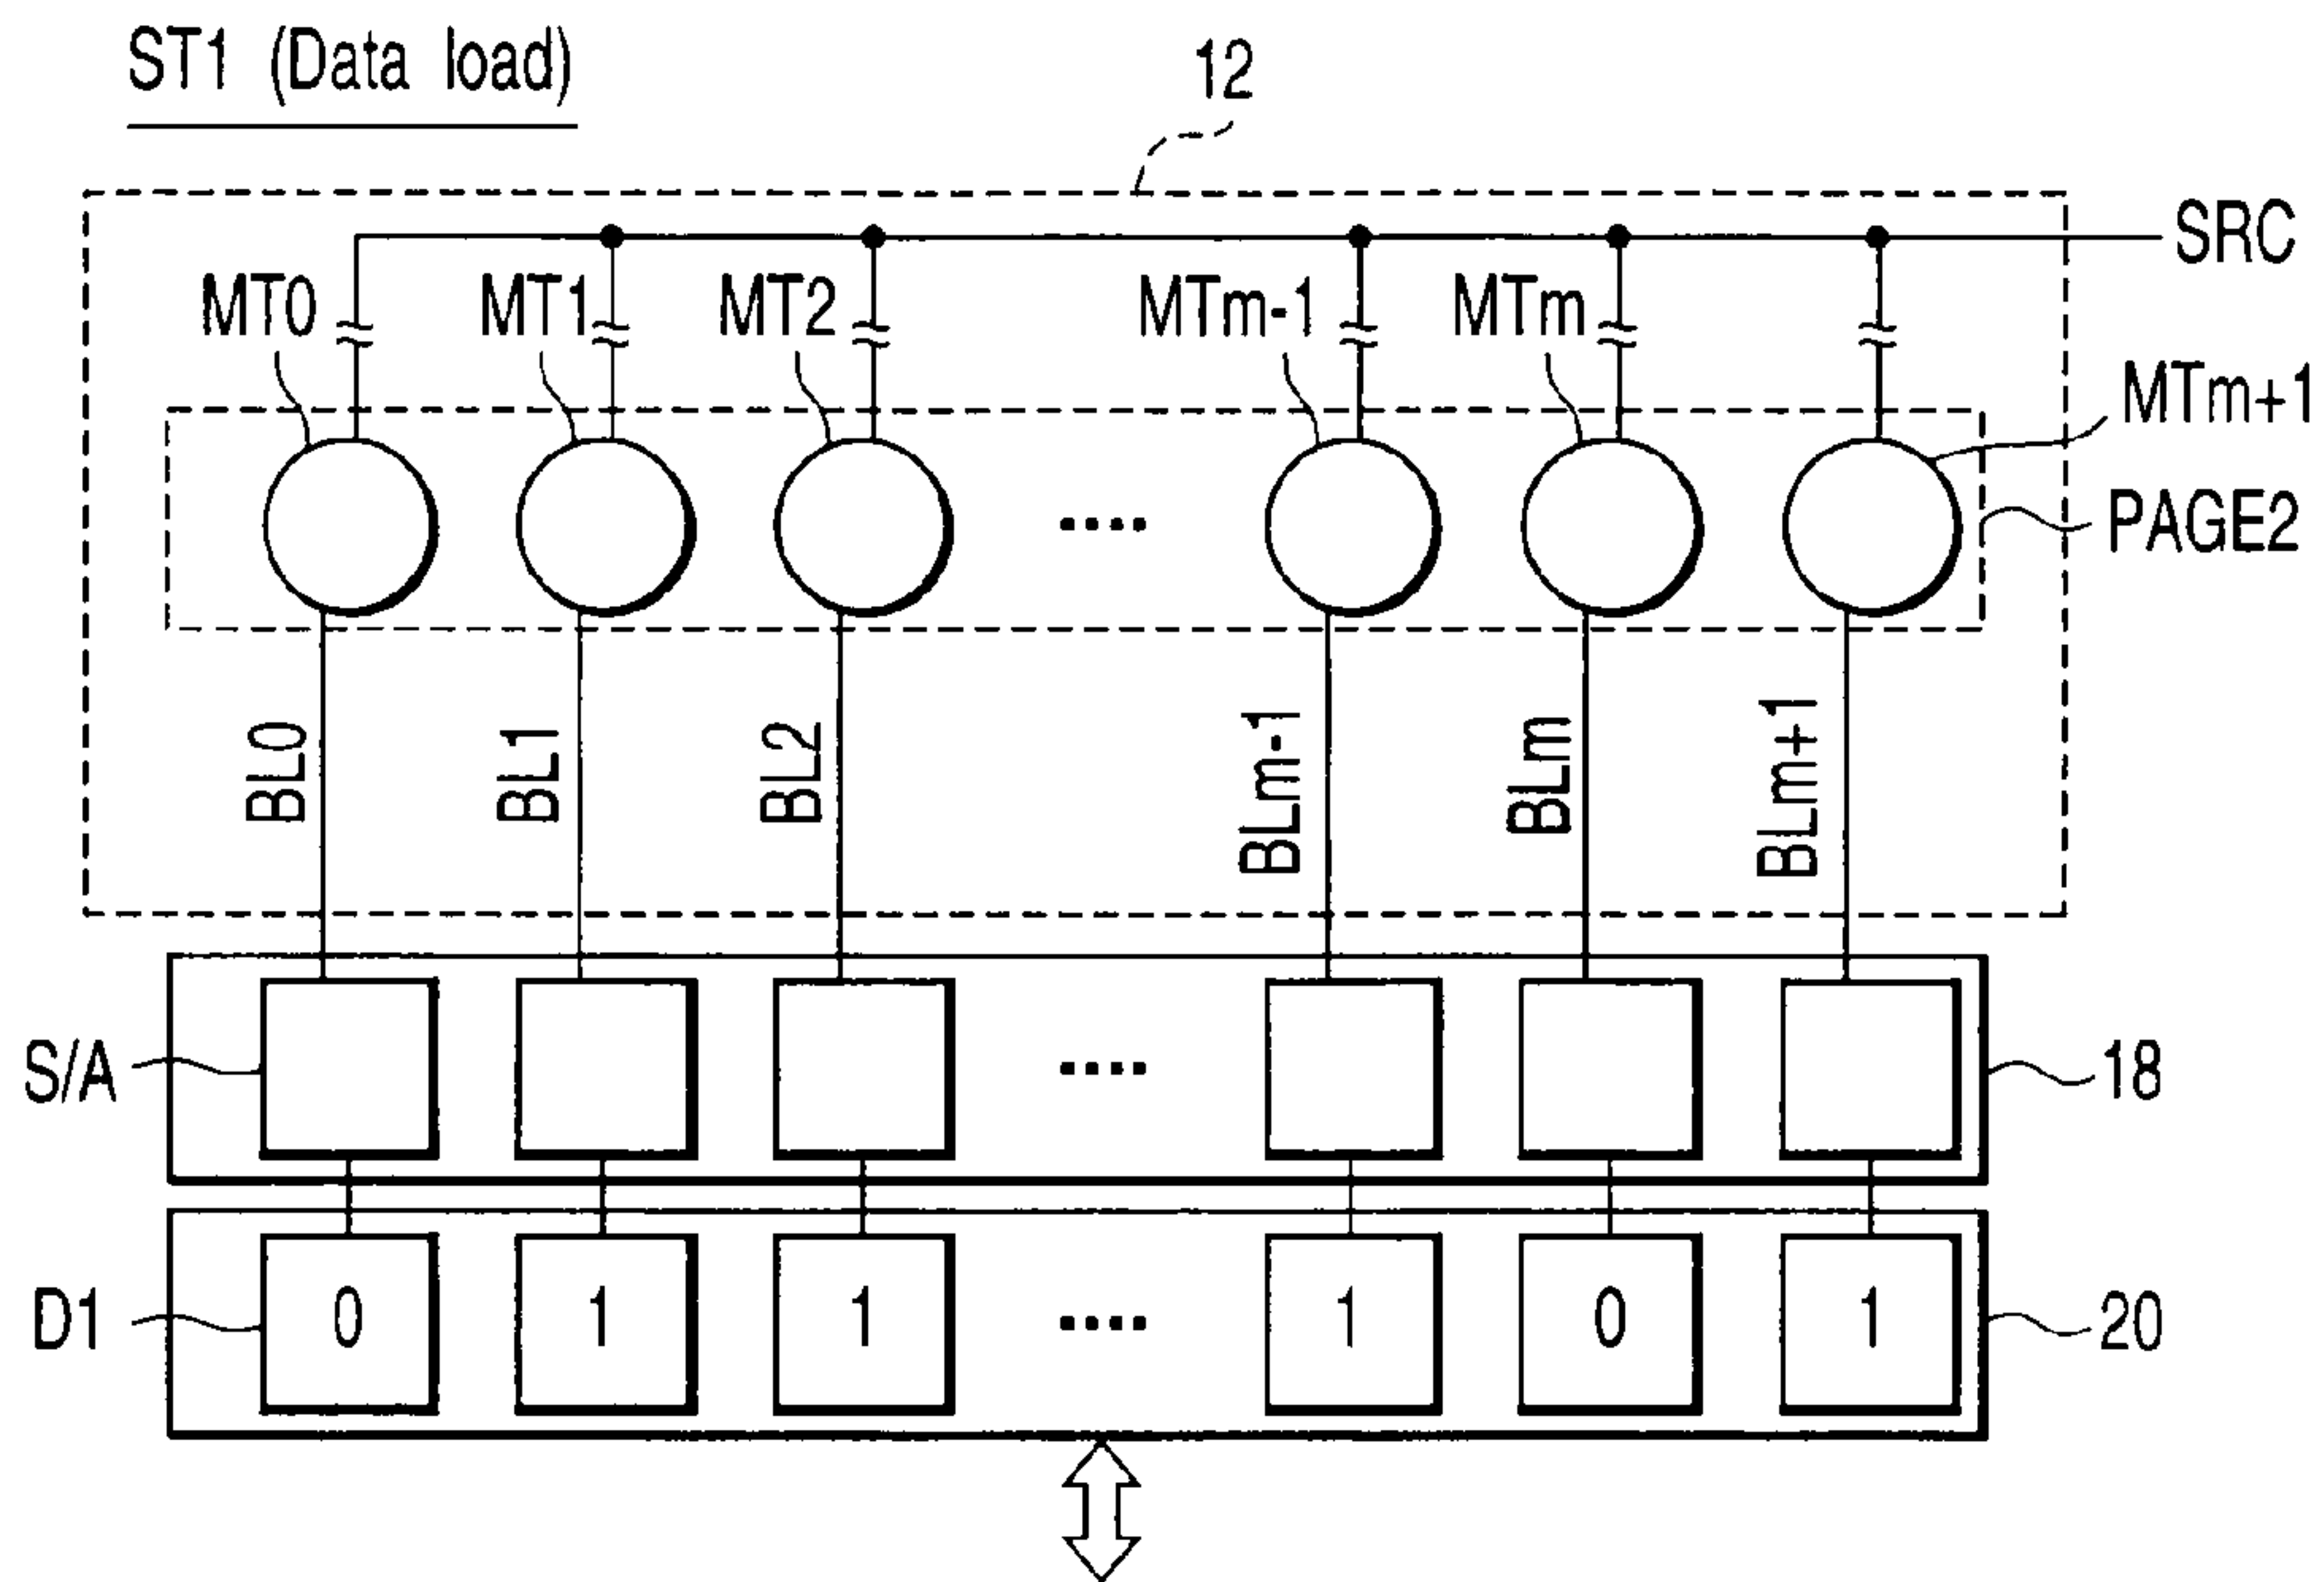 ST1 (Data load)
12
SRC
MT0 MT1 MT2 MTm-1 MTm
MTm+1
PAGE2
BL0 BL1 BL2 BLm-1 BLm BLm+1
S/A 18
D1 0 1 1 1 0 1 20